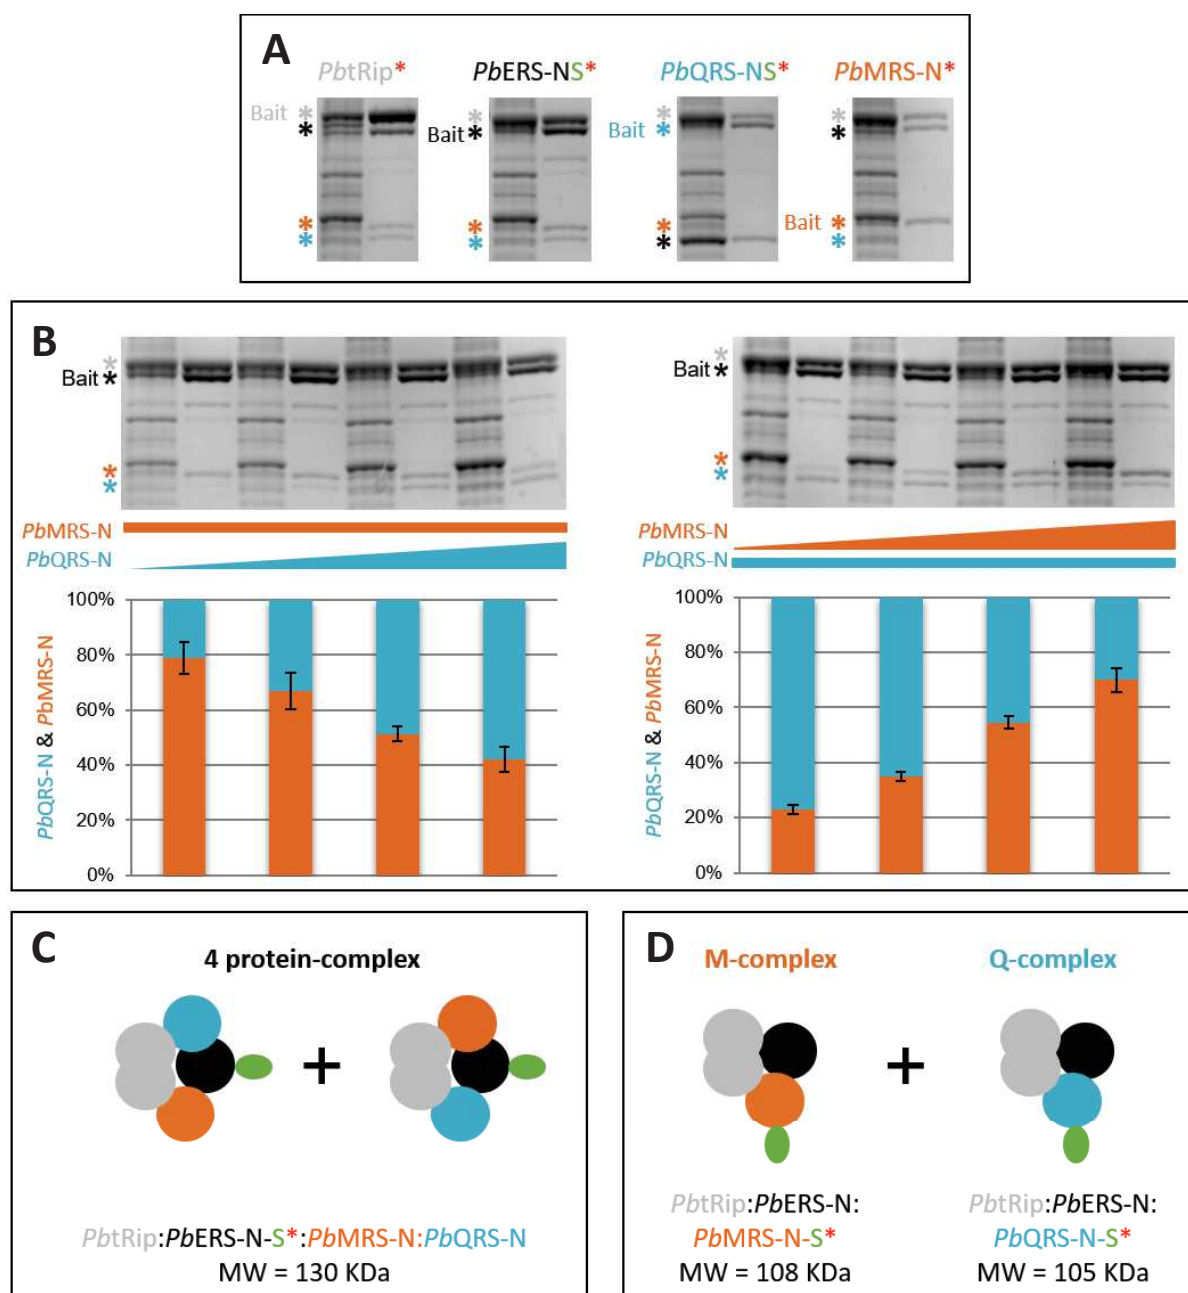 A
PbtRip* PbERS-NS* PbQRS-NS* PbMRS-N*
Bait *
*
*
*
*
Bait *
*
*
*
Bait *
*
*
*
*
Bait *
*
B
*
Bait *
*
*
PbMRS-N
PbQRS-N
100%
80%
60%
40%
20%
0%
PbQRS-N & PbMRS-N
*
Bait *
*
*
PbMRS-N
PbQRS-N
100%
80%
60%
40%
20%
0%
PbQRS-N & PbMRS-N
C
4 protein-complex
+
PbtRip:PbERS-N-S*:PbMRS-N:PbQRS-N
MW = 130 KDa
D
M-complex
Q-complex
+
PbtRip:PbERS-N:
PbMRS-N-S*
MW = 108 KDa
PbtRip:PbERS-N:
PbQRS-N-S*
MW = 105 KDa